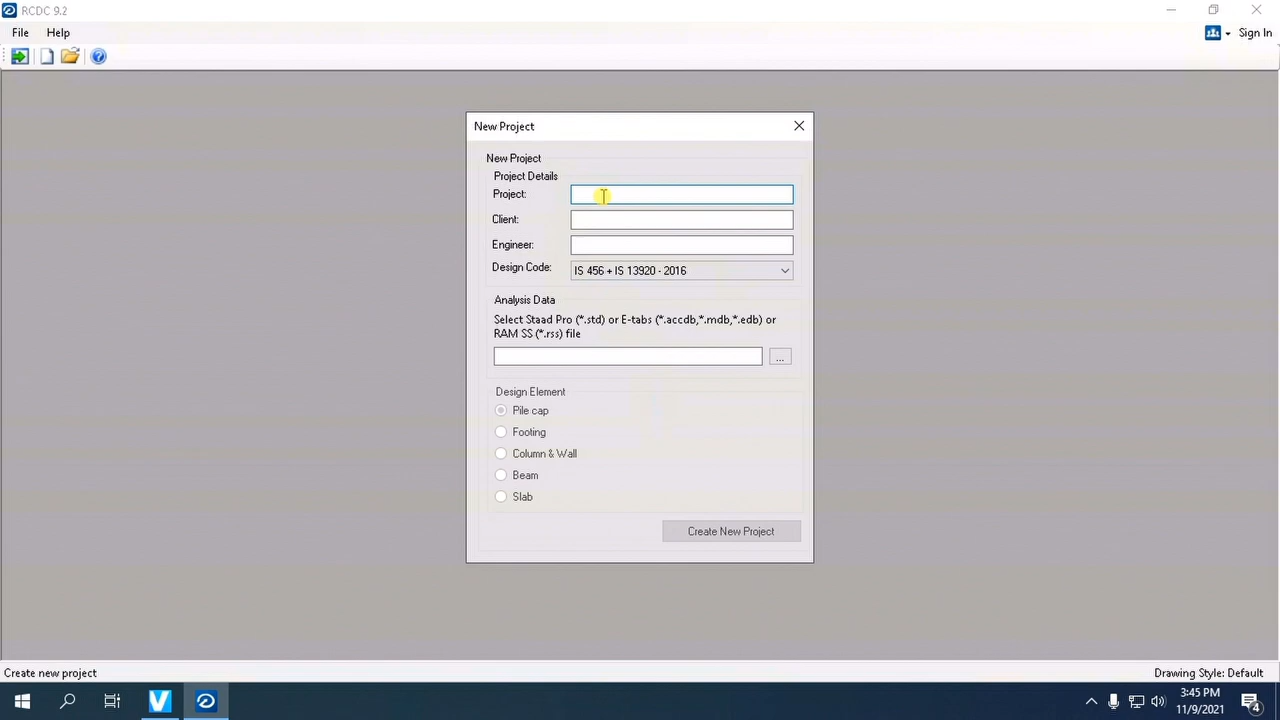 RCDC 9.2
File Help
Sign In
New Project
New Project
Project Details
Project:
Client:
Engineer:
Design Code: IS 456 + IS 13920 - 2016
Analysis Data
Select Staad Pro (*.std) or E-tabs (*.accdb,*.mdb,*.edb) or
RAM SS (*.rss) file
...
Design Element
Pile cap
Footing
Column & Wall
Beam
Slab
Create New Project
Create new project
Drawing Style: Default
3:45 PM
11/9/2021
4